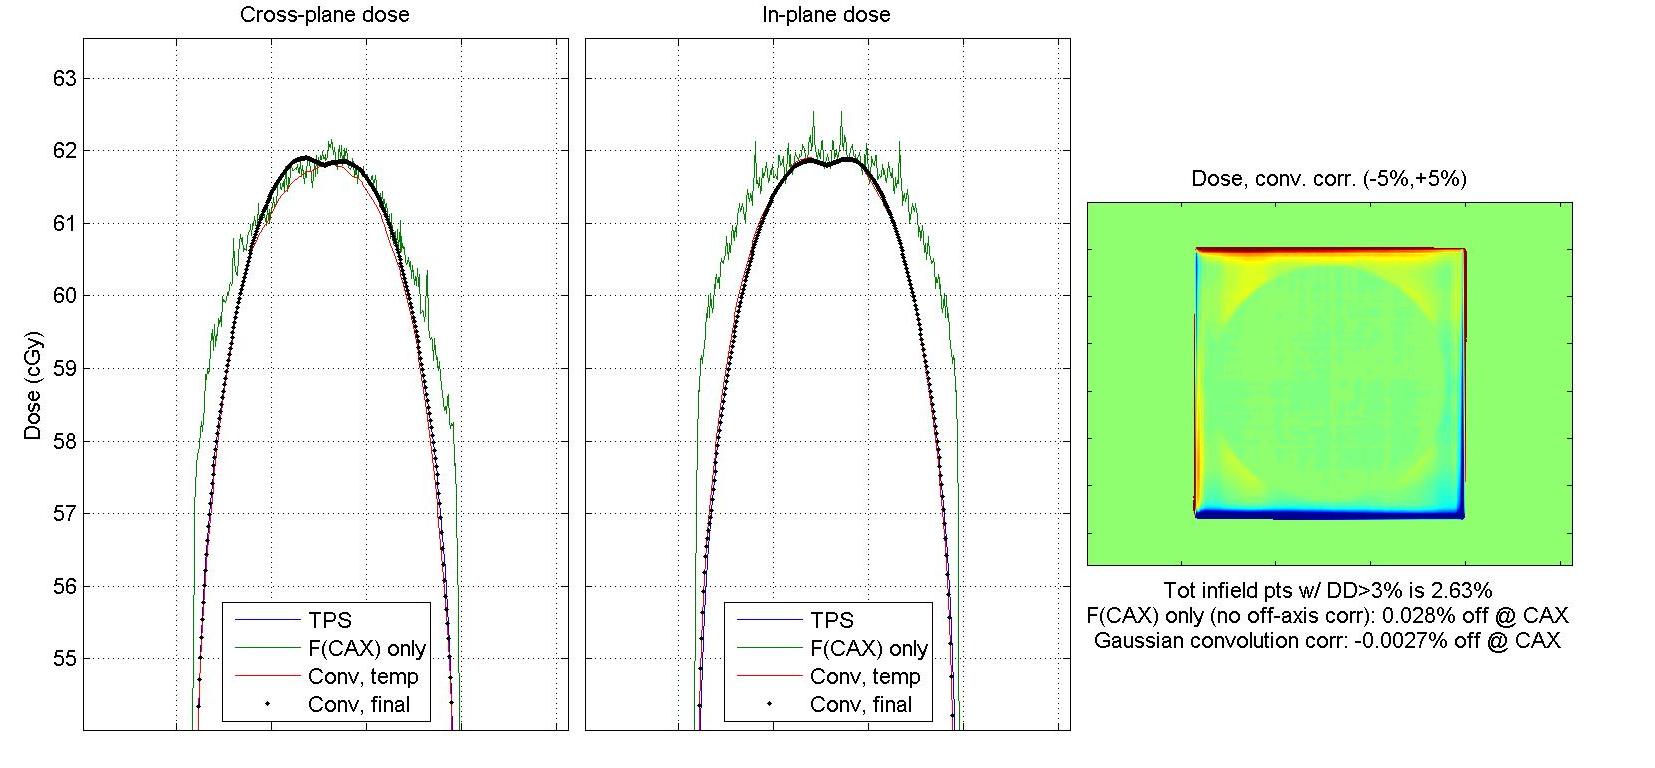 Cross-plane dose
In-plane dose
63
62
61
60
59
58
57
56
55
Dose (cGy)
TPS
F(CAX) only
Conv, temp
Conv, final
TPS
F(CAX) only
Conv, temp
Conv, final
Dose, conv. corr. (-5%,+5%)
Tot infield pts w/ DD>3% is 2.63%
F(CAX) only (no off-axis corr): 0.028% off @ CAX
Gaussian convolution corr: -0.0027% off @ CAX